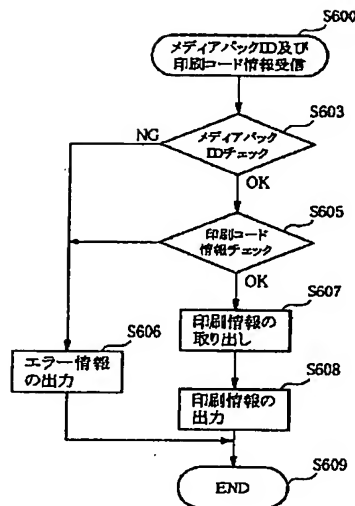 S600
メディアパックID及び
印刷コード情報受信
S603
NG
メディアパック
IDチェック
OK
S605
印刷コード
情報チェック
OK
S607
印刷情報の
取り出し
S606
エラー情報
の出力
S608
印刷情報の
出力
S609
END